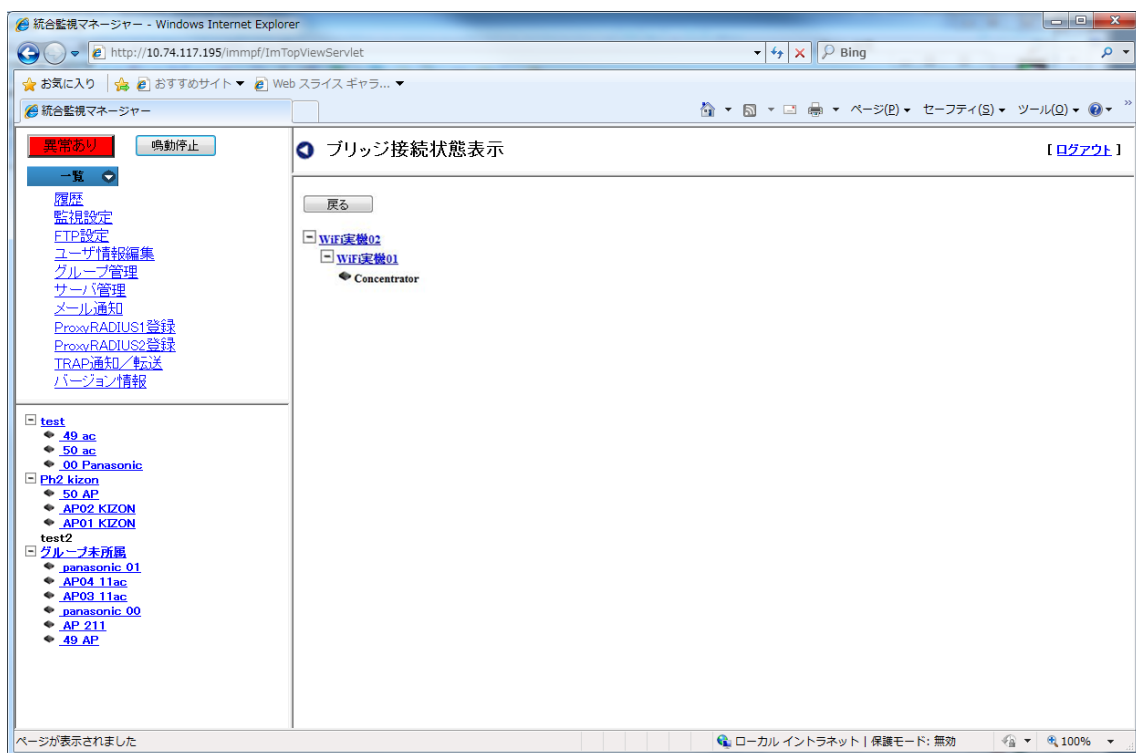 統合監視マネージャー - Windows Internet Explorer
http://10.74.117.195/immpf/ImTopViewServlet
Bing
お気に入り
おすすめサイト ▼
Web スライス ギャラ... ▼
統合監視マネージャー
ページ(P) ▼ セーフティ(S) ▼ ツール(O) ▼
異常あり
鳴動停止
一覧
履歴
監視設定
FTP設定
ユーザ情報編集
グループ管理
サーバ管理
メール通知
ProxyRADIUS1登録
ProxyRADIUS2登録
TRAP通知/転送
バージョン情報
test
49 ac
50 ac
00 Panasonic
Ph2 kizon
50 AP
AP02 KIZON
AP01 KIZON
test2
グループ未所属
panasonic 01
AP04 11ac
AP03 11ac
panasonic 00
AP 211
49 AP
ブリッジ接続状態表示
[ ログアウト ]
戻る
WiFi実機02
WiFi実機01
Concentrator
ページが表示されました
ローカル イントラネット | 保護モード: 無効
100%